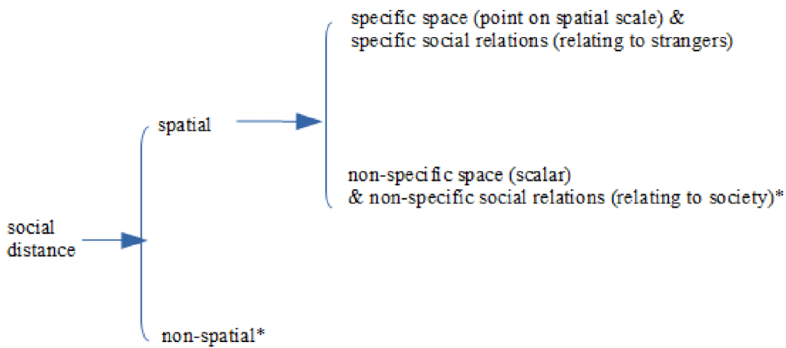 specific space (point on spatial scale) &
specific social relations (relating to strangers)
spatial
non-specific space (scalar)
& non-specific social relations (relating to society)*
social
distance
non-spatial*